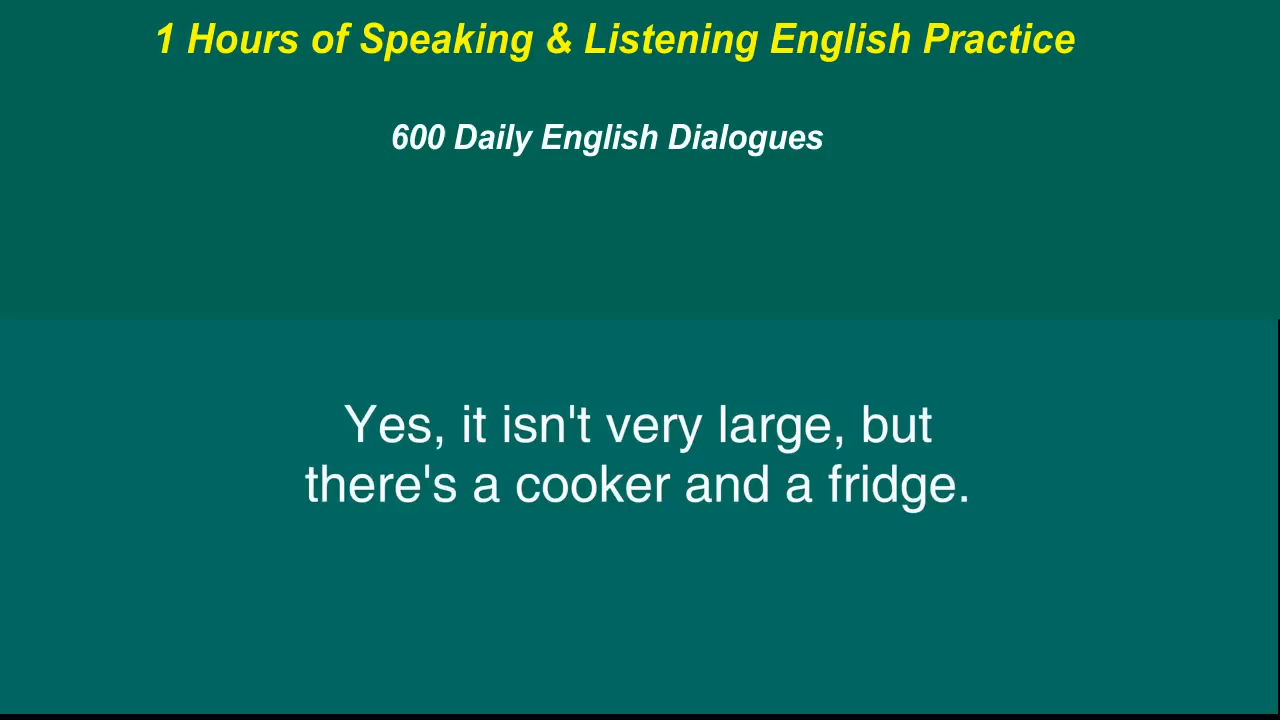 1 Hours of Speaking & Listening English Practice
600 Daily English Dialogues
Yes, it isn't very large, but
there's a cooker and a fridge.